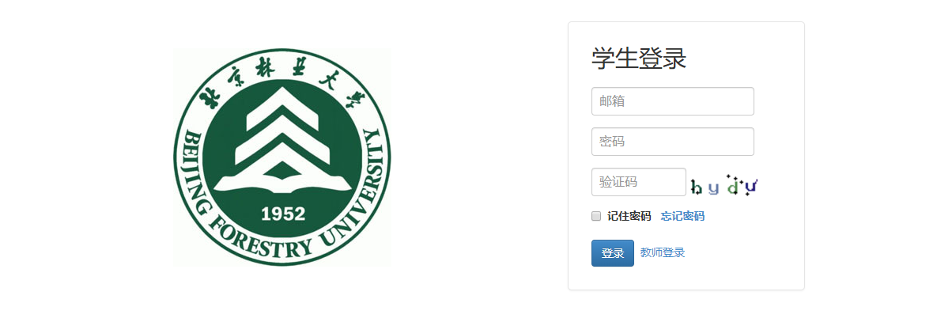 北京林业大学
BEIJING FORESTRY UNIVERSITY
1952
学生登录
邮箱
密码
验证码
bydu
记住密码 忘记密码
登录 教师登录